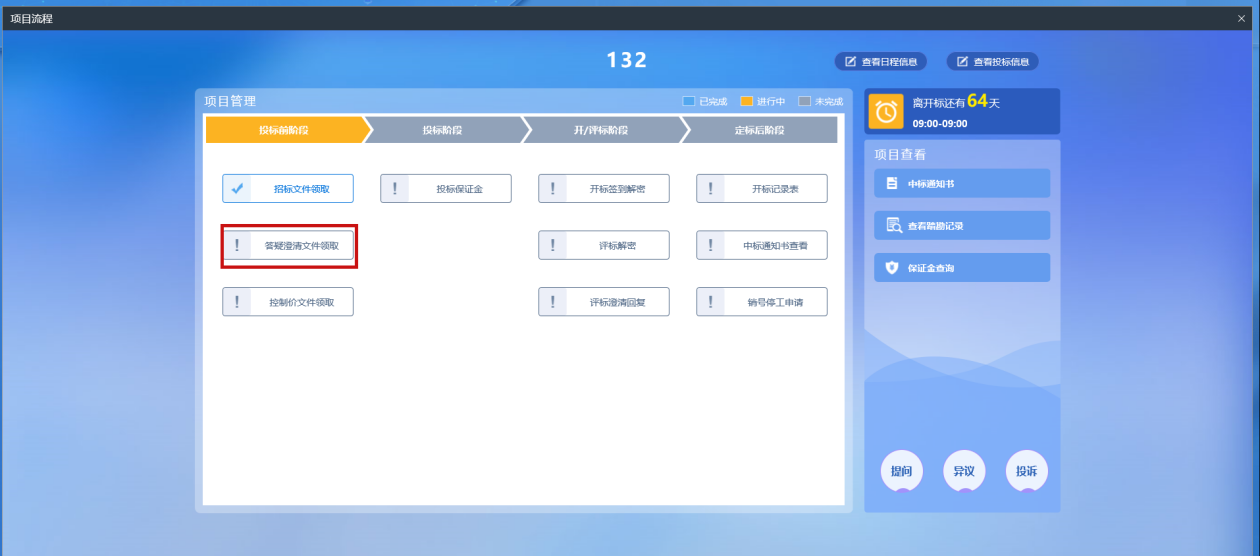 项目流程
132
查看日程信息
查看投标信息
项目管理
已完成
进行中
未完成
投标前阶段
投标阶段
开/评标阶段
定标后阶段
招标文件领取
投标保证金
开标签到解密
开标记录表
答疑澄清文件领取
评标解密
中标通知书查看
控制价文件领取
评标澄清回复
销号停工申请
离开标还有64天
09:00-09:00
项目查看
中标通知书
查看踏勘记录
保证金查询
提问
异议
投诉